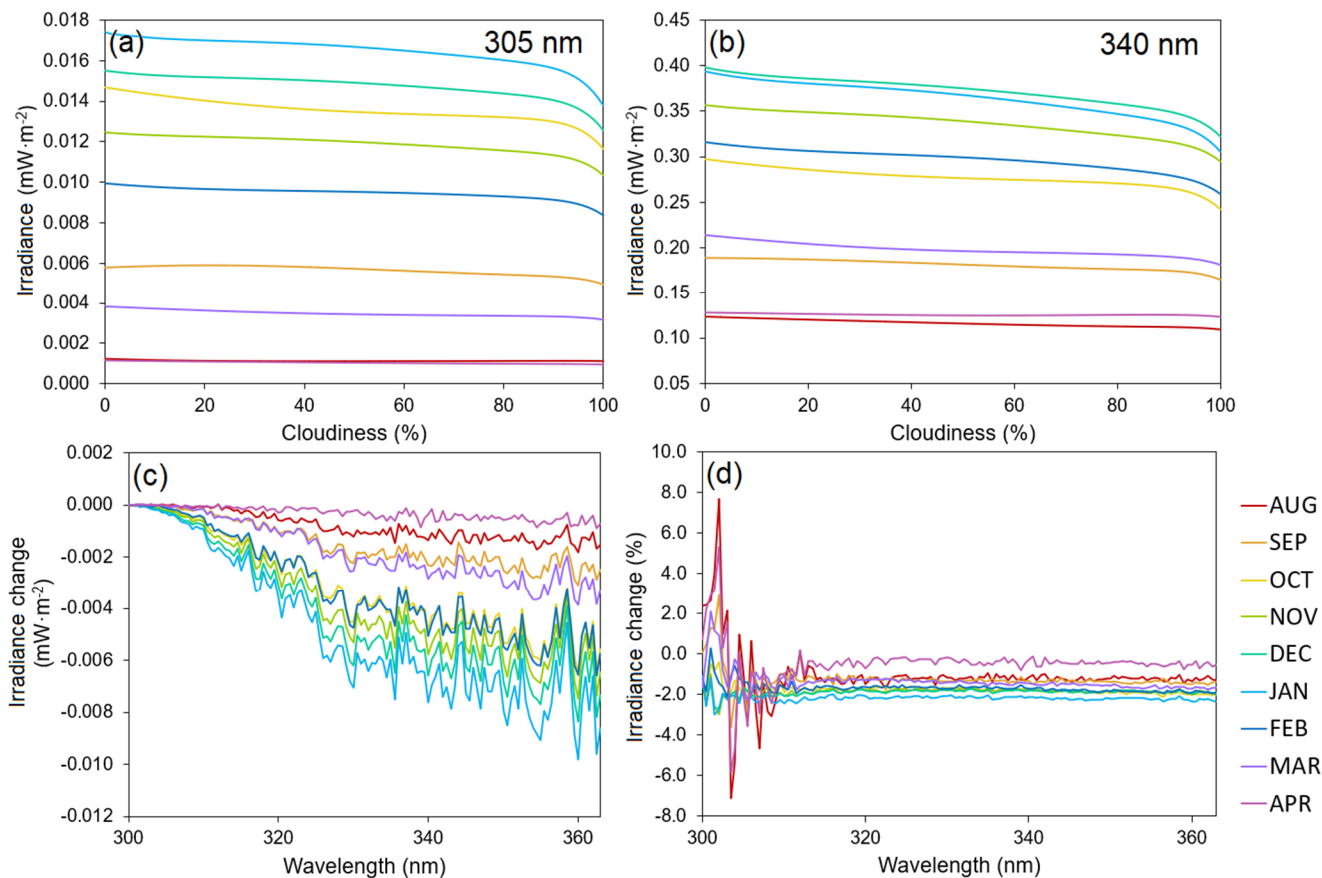 (a)
305 nm
Irradiance (mW·m⁻²)
0.018
0.016
0.014
0.012
0.010
0.008
0.006
0.004
0.002
0.000
0 20 40 60 80 100
Cloudiness (%)
(b)
340 nm
Irradiance (mW·m⁻²)
0.45
0.40
0.35
0.30
0.25
0.20
0.15
0.10
0.05
0 20 40 60 80 100
Cloudiness (%)
(c)
Irradiance change
(mW·m⁻²)
0.002
0.000
-0.002
-0.004
-0.006
-0.008
-0.010
-0.012
300 320 340 360
Wavelength (nm)
(d)
Irradiance change (%)
10.0
8.0
6.0
4.0
2.0
0.0
-2.0
-4.0
-6.0
-8.0
300 320 340 360
Wavelength (nm)
AUG
SEP
OCT
NOV
DEC
JAN
FEB
MAR
APR